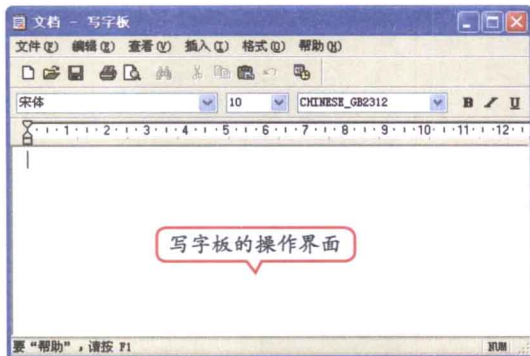 文档 - 写字板
文件(F) 编辑(E) 查看(V) 插入(I) 格式(O) 帮助(H)
宋体 10 CHINESE_GB2312 B / U
1 2 3 4 5 6 7 8 9 10 11 12
写字板的操作界面
要“帮助”，请按 F1 NUM